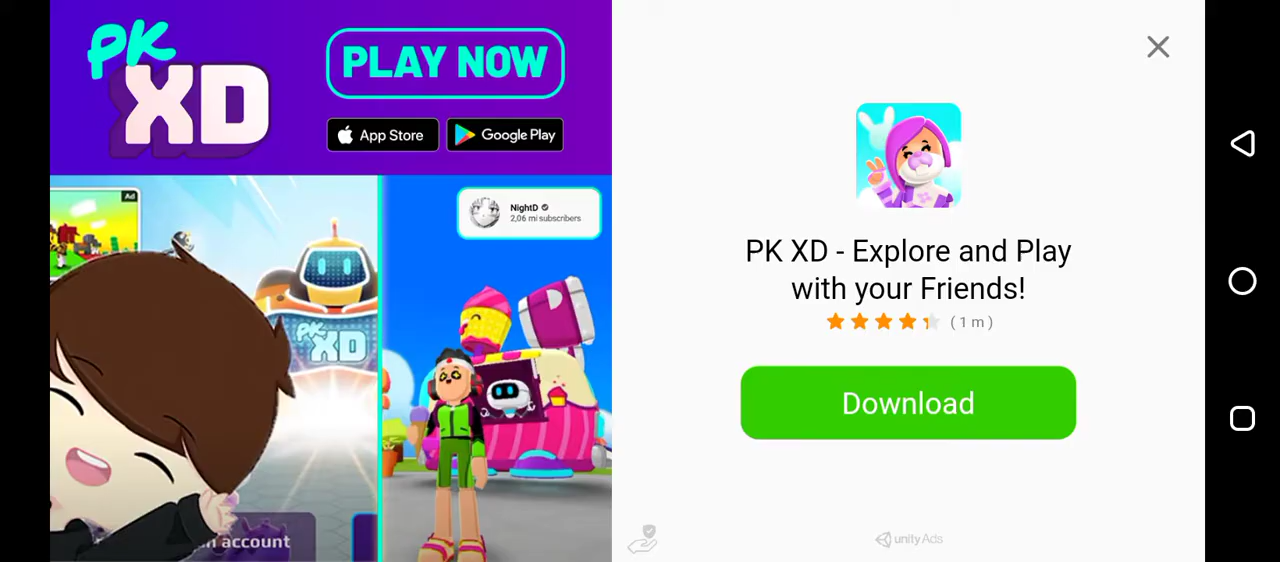 PK
XD
PLAY NOW
App Store
Google Play
Ad
NightD
2,06 mi subscribers
PK
XD
account
PK XD - Explore and Play
with your Friends!
( 1 m )
Download
unity Ads